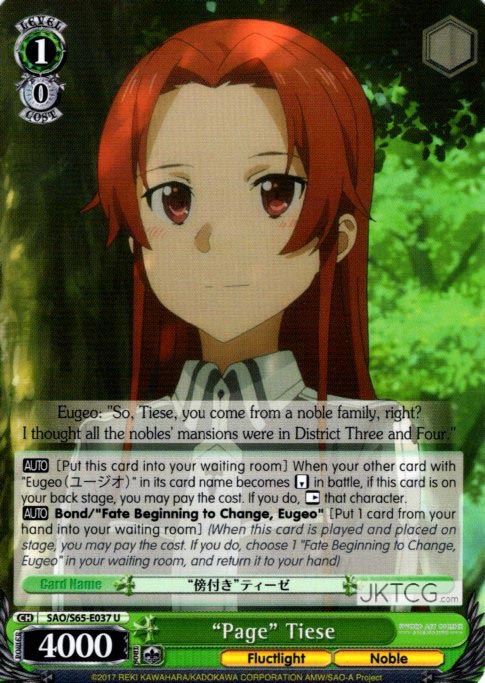 LEVEL
1
0
COST
Eugeo: "So, Tiese, you come from a noble family, right?
I thought all the nobles' mansions were in District Three and Four."
AUTO [Put this card into your waiting room] When your other card with
"Eugeo (ユージオ)" in its card name becomes in battle, if this card is on
your back stage, you may pay the cost. If you do, that character.
AUTO Bond/"Fate Beginning to Change, Eugeo" [Put 1 card from your
hand into your waiting room] (When this card is played and placed on
stage, you may pay the cost. If you do, choose 1 "Fate Beginning to Change,
Eugeo" in your waiting room, and return it to your hand)
Card Name
"傍付き"ティーゼ
JKTCG.com
CH SAO/S65-E037 U
POWER
4000
SOUL
"Page" Tiese
Fluctlight
Noble
©2017 REKI KAWAHARA/KADOKAWA CORPORATION AMW/SAO-A Project